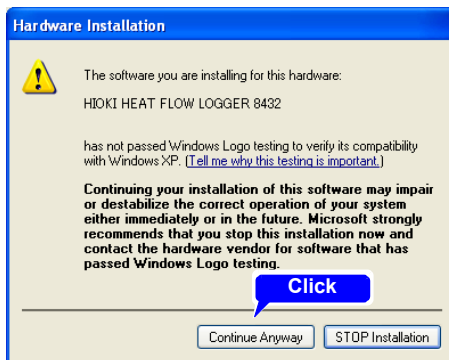 Hardware Installation
The software you are installing for this hardware:
HIOKI HEAT FLOW LOGGER 8432
has not passed Windows Logo testing to verify its compatibility
with Windows XP. (Tell me why this testing is important.)
Continuing your installation of this software may impair
or destabilize the correct operation of your system
either immediately or in the future. Microsoft strongly
recommends that you stop this installation now and
contact the hardware vendor for software that has
passed Windows Logo testing.
Click
Continue Anyway STOP Installation